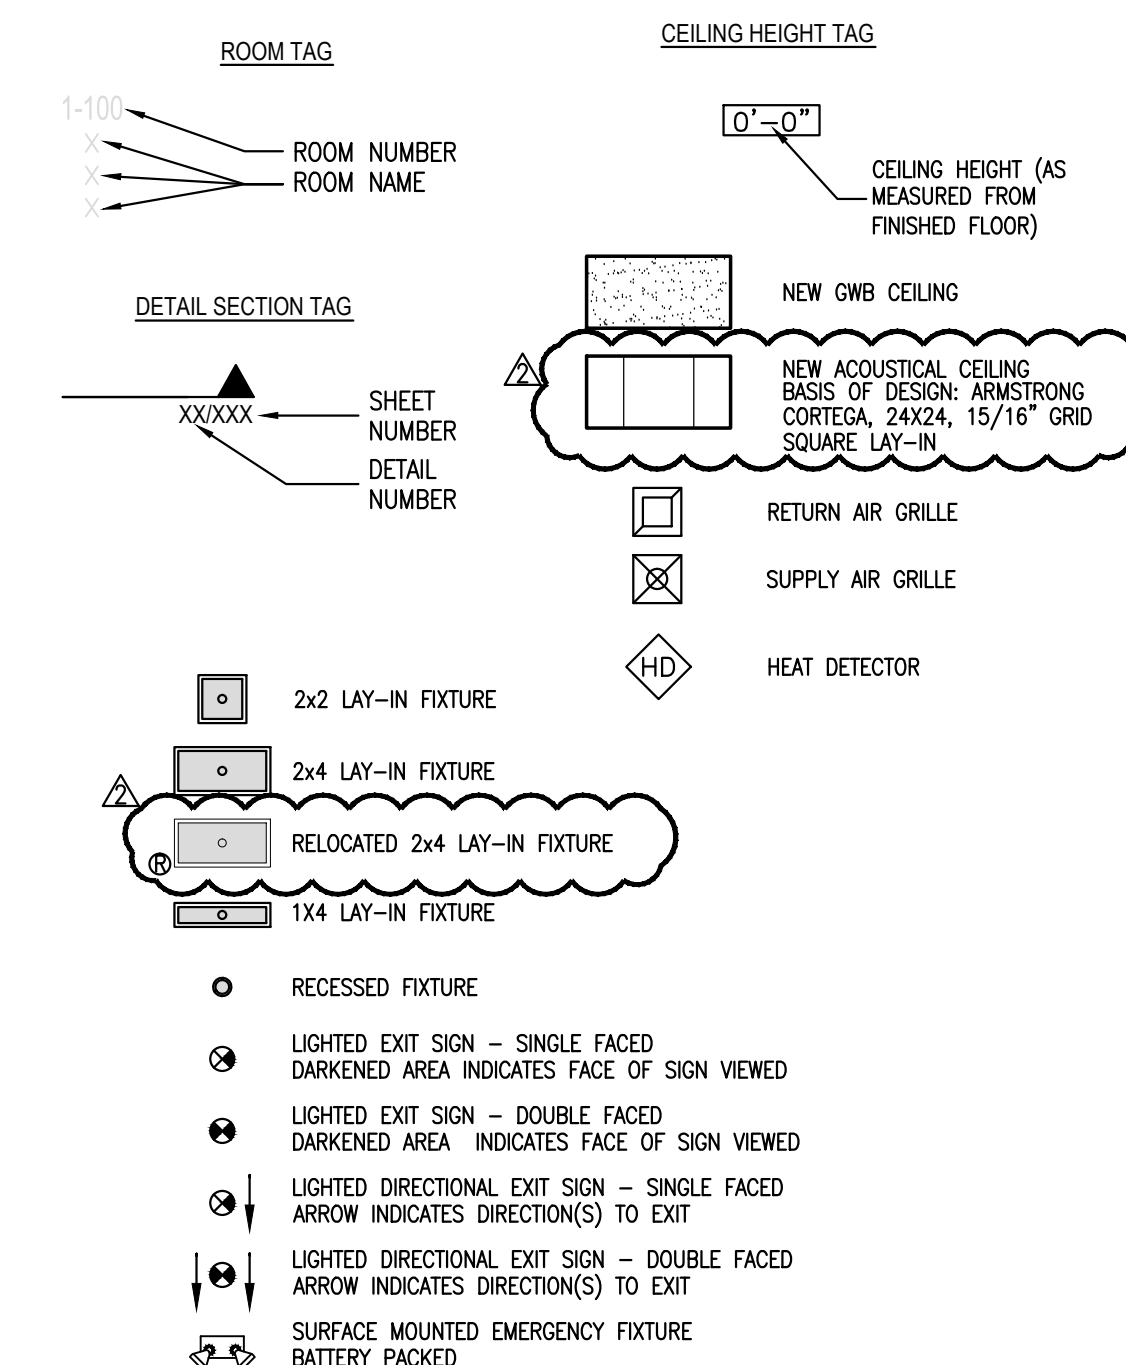 ROOM TAG
1-100
X
X
X
ROOM NUMBER
ROOM NAME
CEILING HEIGHT TAG
0'-0"
CEILING HEIGHT (AS
MEASURED FROM
FINISHED FLOOR)
DETAIL SECTION TAG
XX/XXX
SHEET
NUMBER
DETAIL
NUMBER
NEW GWB CEILING
2
NEW ACOUSTICAL CEILING
BASIS OF DESIGN: ARMSTRONG
CORTEGA, 24X24, 15/16" GRID
SQUARE LAY-IN
RETURN AIR GRILLE
SUPPLY AIR GRILLE
HD
HEAT DETECTOR
2x2 LAY-IN FIXTURE
2x4 LAY-IN FIXTURE
2
R
RELOCATED 2x4 LAY-IN FIXTURE
1X4 LAY-IN FIXTURE
RECESSED FIXTURE
LIGHTED EXIT SIGN - SINGLE FACED
DARKENED AREA INDICATES FACE OF SIGN VIEWED
LIGHTED EXIT SIGN - DOUBLE FACED
DARKENED AREA INDICATES FACE OF SIGN VIEWED
LIGHTED DIRECTIONAL EXIT SIGN - SINGLE FACED
ARROW INDICATES DIRECTION(S) TO EXIT
LIGHTED DIRECTIONAL EXIT SIGN - DOUBLE FACED
ARROW INDICATES DIRECTION(S) TO EXIT
SURFACE MOUNTED EMERGENCY FIXTURE
BATTERY PACKED